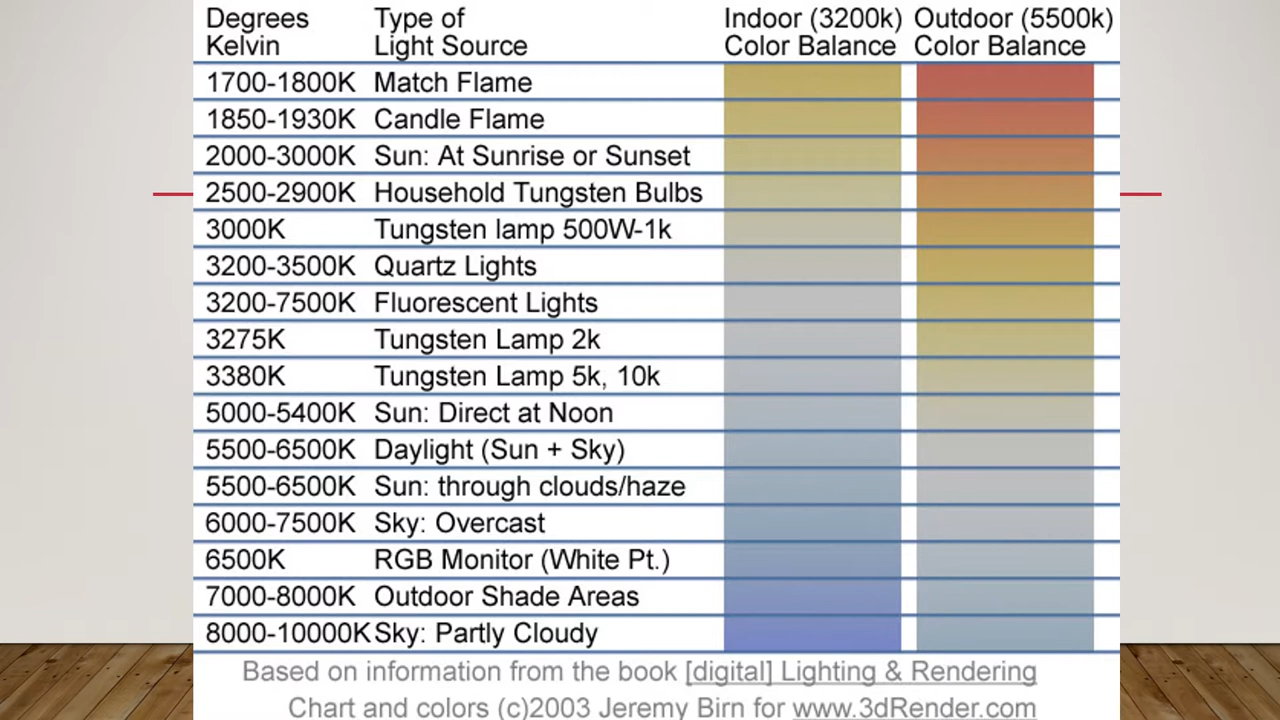 Degrees Kelvin Type of Light Source Indoor (3200k) Color Balance Outdoor (5500k) Color Balance
1700-1800K Match Flame
1850-1930K Candle Flame
2000-3000K Sun: At Sunrise or Sunset
2500-2900K Household Tungsten Bulbs
3000K Tungsten lamp 500W-1k
3200-3500K Quartz Lights
3200-7500K Fluorescent Lights
3275K Tungsten Lamp 2k
3380K Tungsten Lamp 5k, 10k
5000-5400K Sun: Direct at Noon
5500-6500K Daylight (Sun + Sky)
5500-6500K Sun: through clouds/haze
6000-7500K Sky: Overcast
6500K RGB Monitor (White Pt.)
7000-8000K Outdoor Shade Areas
8000-10000K Sky: Partly Cloudy
Based on information from the book [digital] Lighting & Rendering
Chart and colors (c)2003 Jeremy Birn for www.3dRender.com